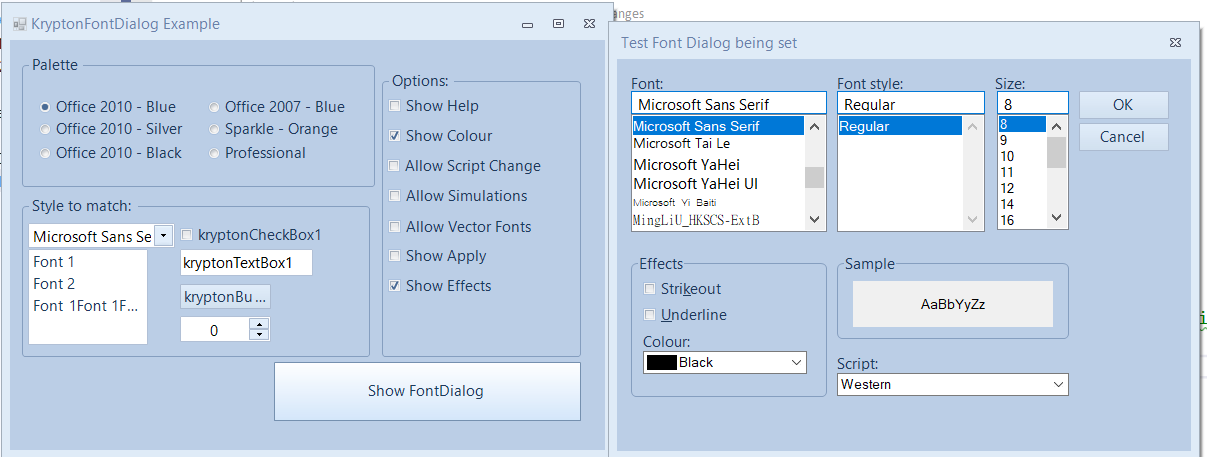 KryptonFontDialog Example
Palette
Office 2010 - Blue
Office 2007 - Blue
Office 2010 - Silver
Sparkle - Orange
Office 2010 - Black
Professional
Style to match:
Microsoft Sans Se
kryptonCheckBox1
Font 1
Font 2
Font 1Font 1F...
kryptonTextBox1
kryptonBu ...
0
Options:
Show Help
Show Colour
Allow Script Change
Allow Simulations
Allow Vector Fonts
Show Apply
Show Effects
Show FontDialog
anges
Test Font Dialog being set
Font:
Microsoft Sans Serif
Microsoft Sans Serif
Microsoft Tai Le
Microsoft YaHei
Microsoft YaHei UI
Microsoft Yi Baiti
MingLiU_HKSCS-ExtB
Font style:
Regular
Regular
Size:
8
8
9
10
11
12
14
16
OK
Cancel
Effects
Strikeout
Underline
Colour:
Black
Sample
AaBbYyZz
Script:
Western